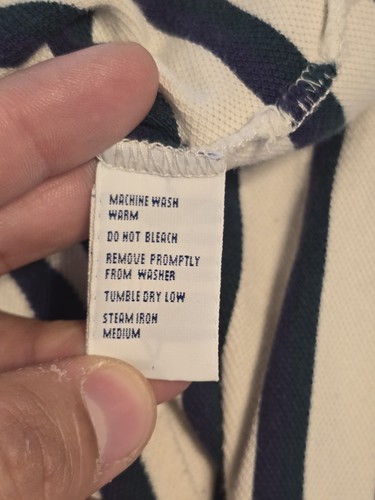 MACHINE WASH
WARM
DO NOT BLEACH
REMOVE PROMPTLY
FROM WASHER
TUMBLE DRY LOW
STEAM IRON
MEDIUM